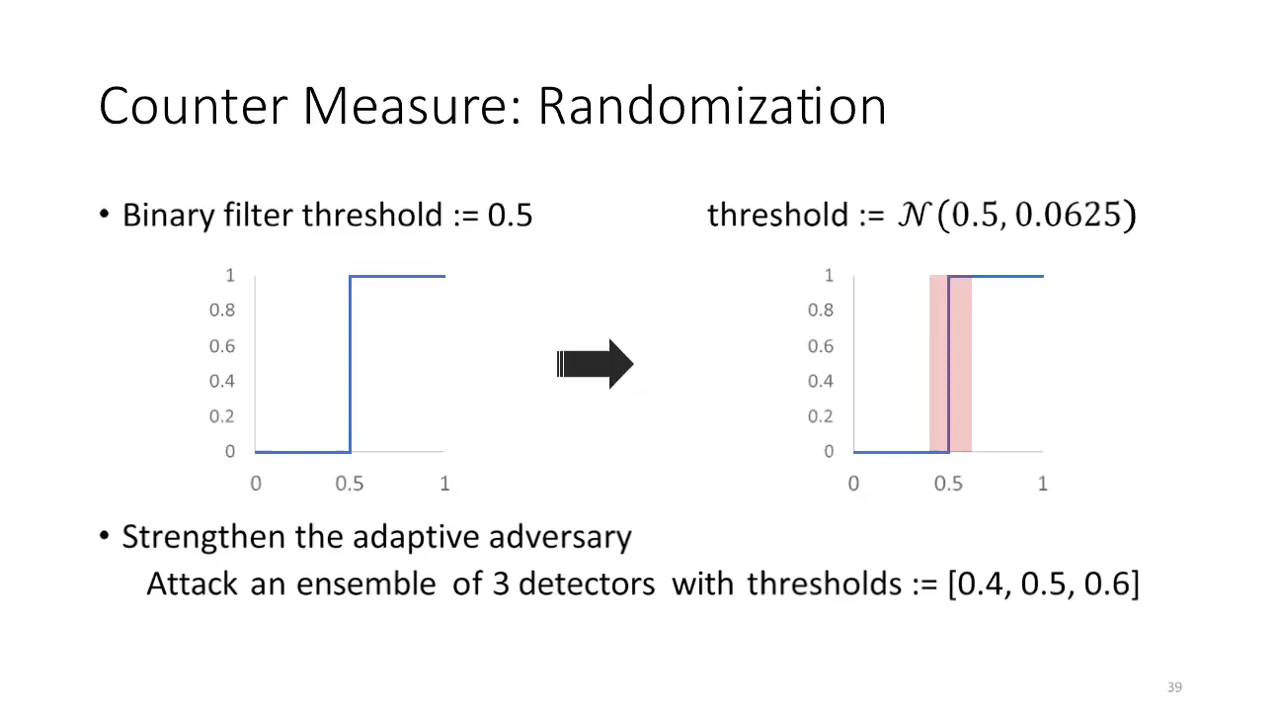 Counter Measure: Randomization
• Binary filter threshold := 0.5
threshold := 𝒩(0.5, 0.0625)
1
0.8
0.6
0.4
0.2
0
0 0.5 1
1
0.8
0.6
0.4
0.2
0
0 0.5 1
• Strengthen the adaptive adversary
Attack an ensemble of 3 detectors with thresholds := [0.4, 0.5, 0.6]
39